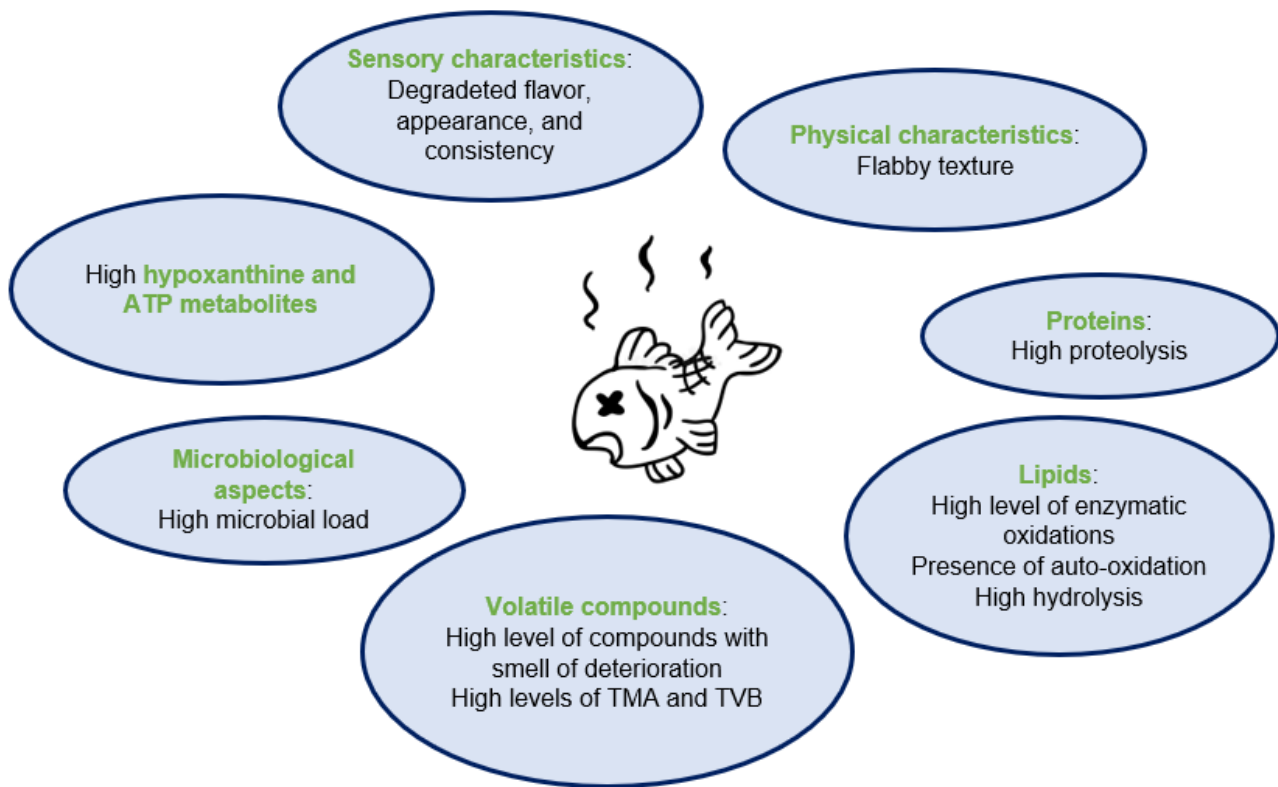 Sensory characteristics:
Degradeted flavor,
appearance, and
consistency
Physical characteristics:
Flabby texture
High hypoxanthine and
ATP metabolites
Proteins:
High proteolysis
Microbiological
aspects:
High microbial load
Lipids:
High level of enzymatic
oxidations
Presence of auto-oxidation
High hydrolysis
Volatile compounds:
High level of compounds with
smell of deterioration
High levels of TMA and TVB